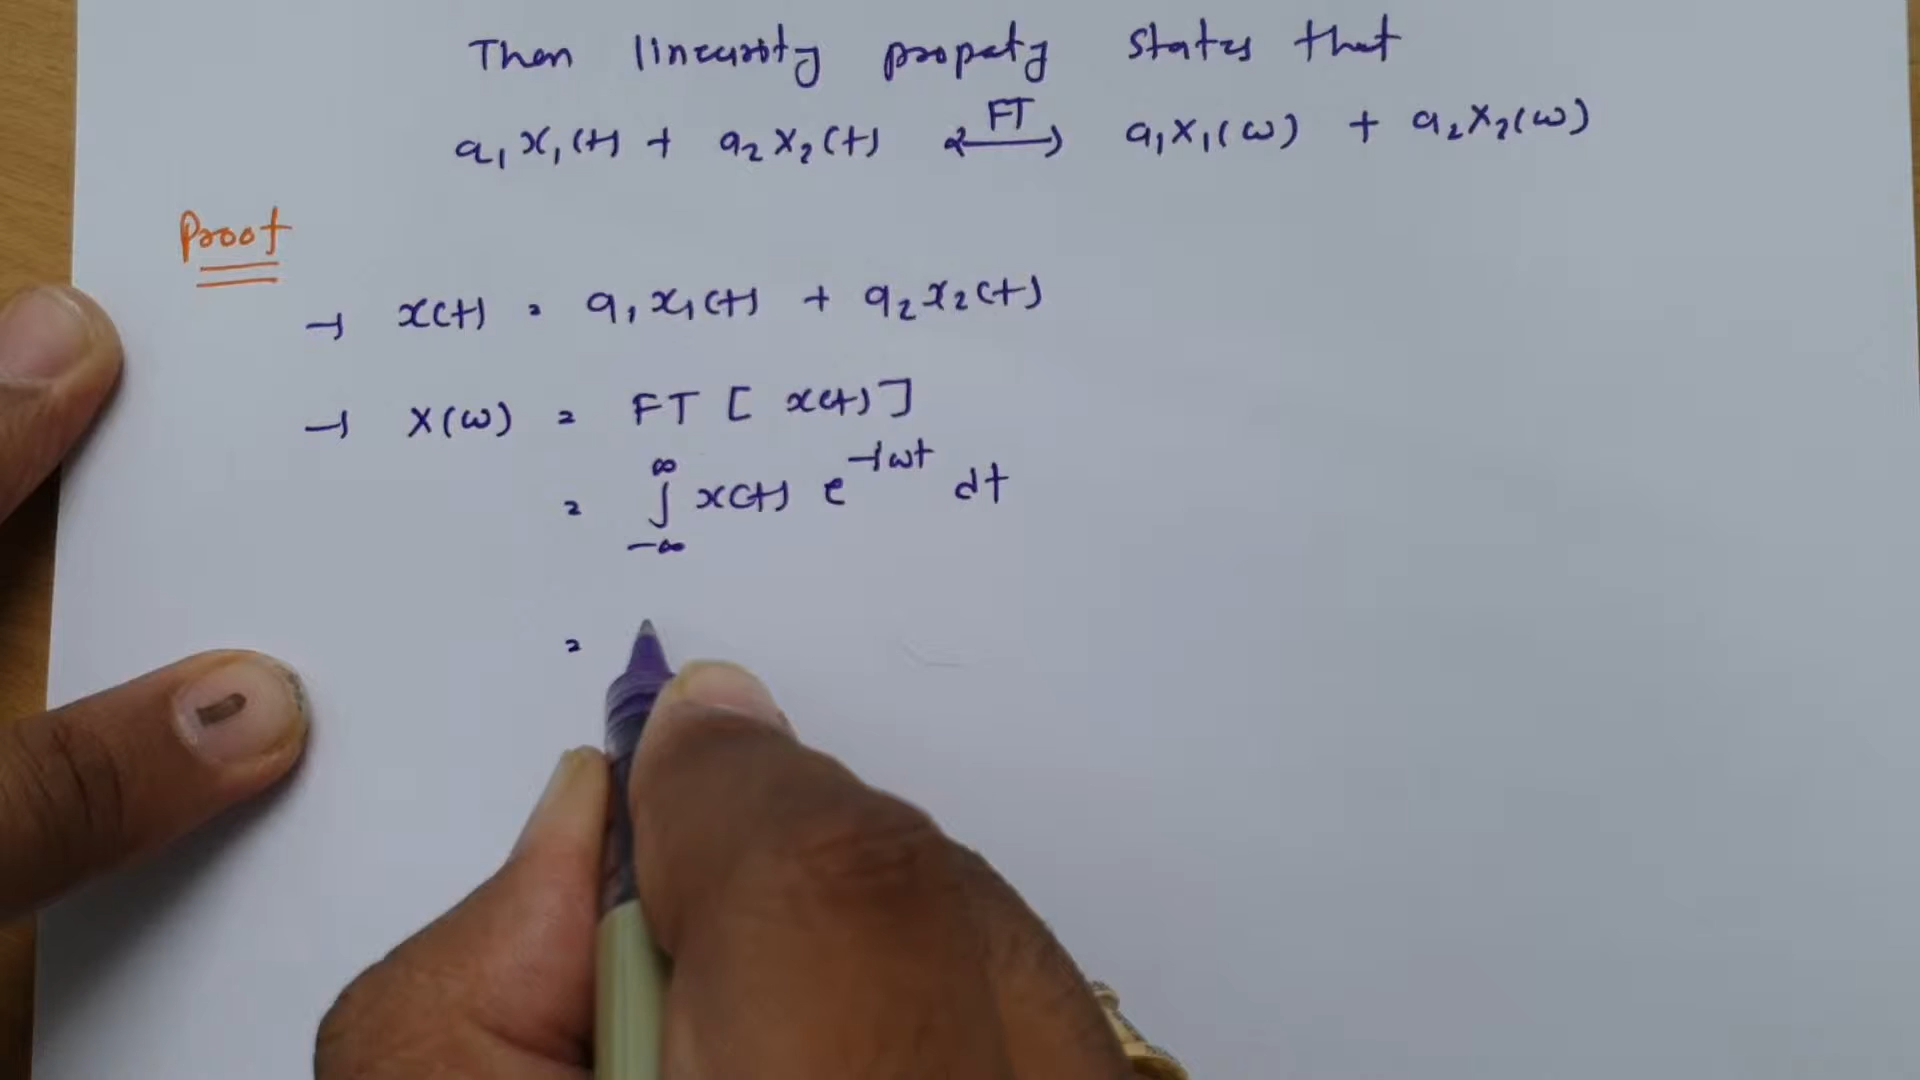 Then linearity property states that
a₁x₁(t) + a₂x₂(t) ←FT→ a₁X₁(ω) + a₂X₂(ω)
Proof
→ x(t) = a₁x₁(t) + a₂x₂(t)
→ X(ω) = FT [ x(t) ]
= ∫_{-∞}^{∞} x(t) e^{-jωt} dt
=